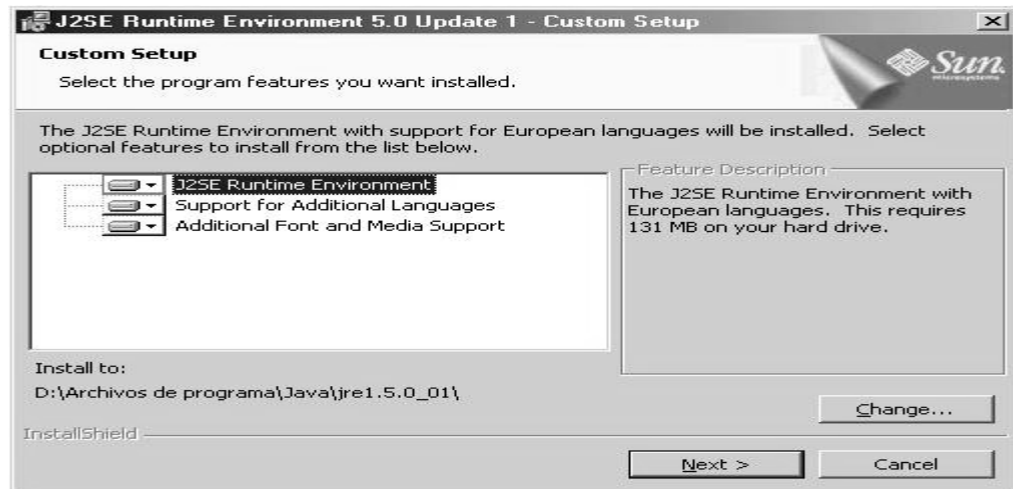 J2SE Runtime Environment 5.0 Update 1 - Custom Setup
Custom Setup
Select the program features you want installed.
Sun
microsystems
The J2SE Runtime Environment with support for European languages will be installed. Select
optional features to install from the list below.
J2SE Runtime Environment
Support for Additional Languages
Additional Font and Media Support
Feature Description
The J2SE Runtime Environment with
European languages. This requires
131 MB on your hard drive.
Install to:
D:\Archivos de programa\Java\jre1.5.0_01\
Change...
InstallShield
Next >
Cancel